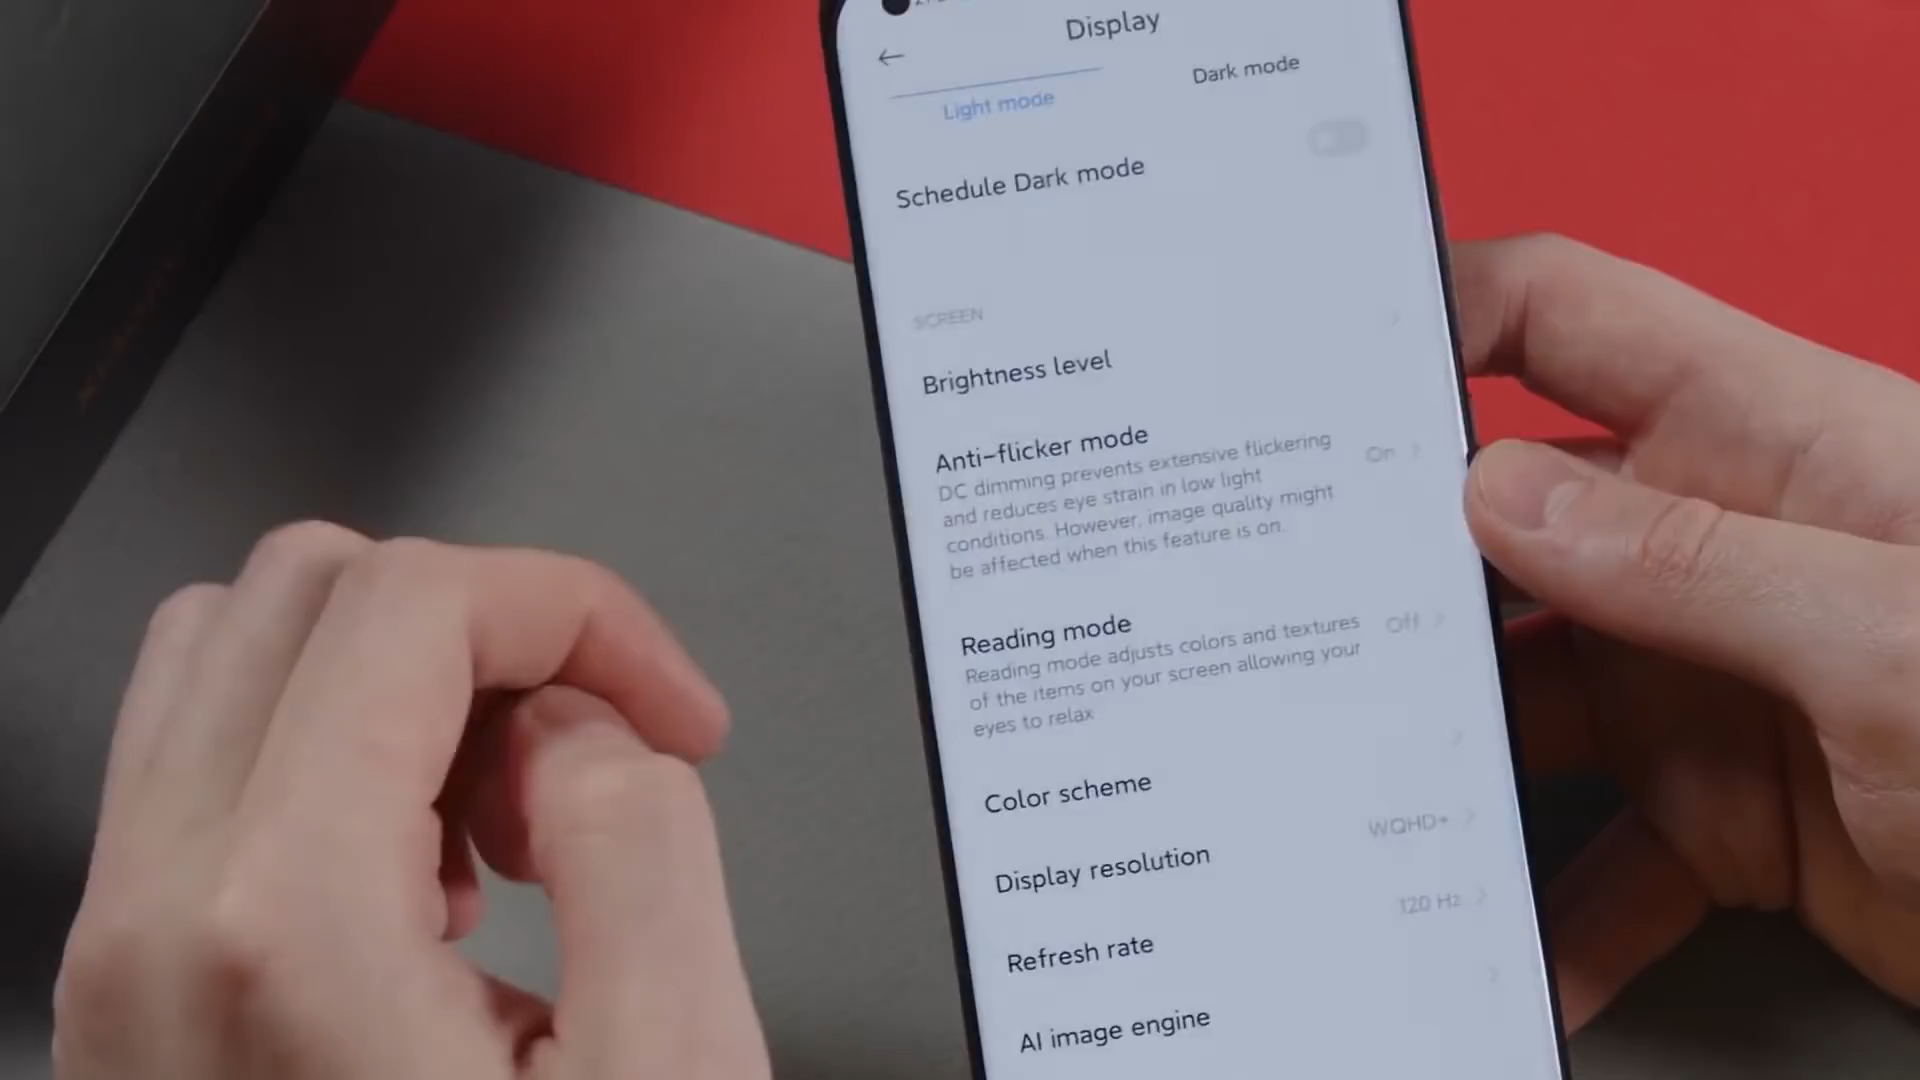 Display
Light mode
Dark mode
Schedule Dark mode
SCREEN
Brightness level
Anti-flicker mode
DC dimming prevents extensive flickering
and reduces eye strain in low light
conditions. However, image quality might
be affected when this feature is on.
On
Reading mode
Reading mode adjusts colors and textures
of the items on your screen allowing your
eyes to relax
Off
Color scheme
Display resolution
WQHD+
Refresh rate
120 Hz
AI image engine